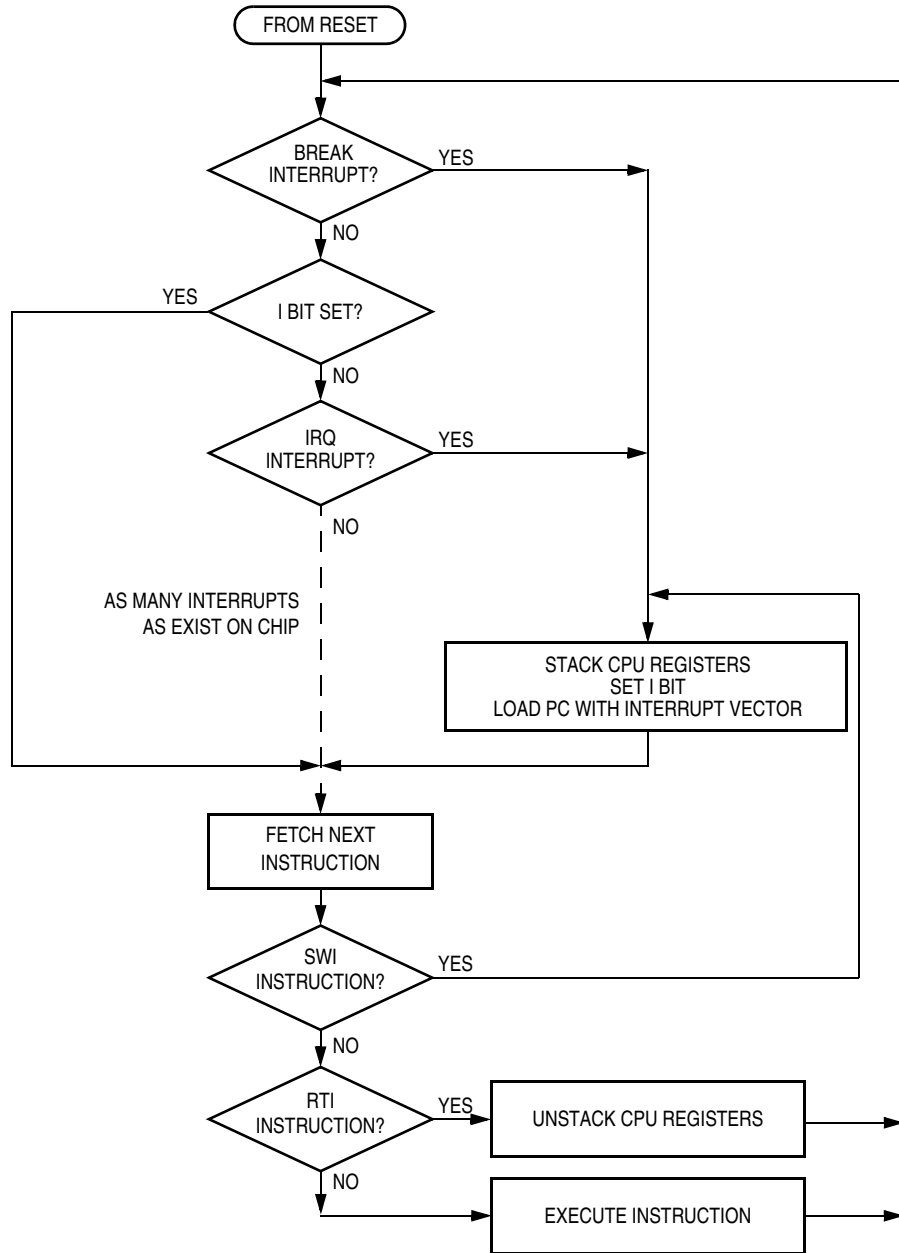 FROM RESET
BREAK
INTERRUPT?
YES
NO
YES
I BIT SET?
NO
IRQ
INTERRUPT?
YES
NO
AS MANY INTERRUPTS
AS EXIST ON CHIP
STACK CPU REGISTERS
SET I BIT
LOAD PC WITH INTERRUPT VECTOR
FETCH NEXT
INSTRUCTION
SWI
INSTRUCTION?
YES
NO
RTI
INSTRUCTION?
YES
UNSTACK CPU REGISTERS
NO
EXECUTE INSTRUCTION